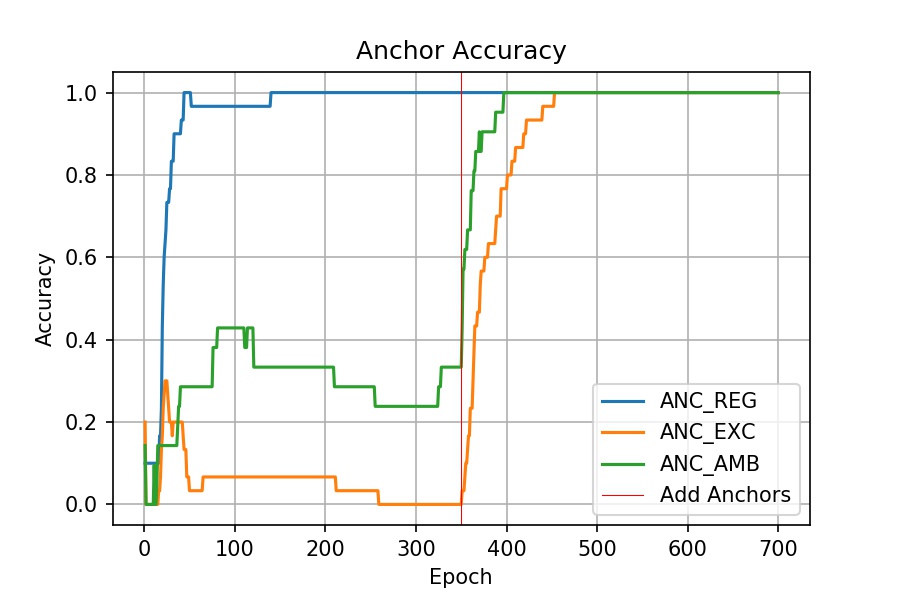 Anchor Accuracy
1.0
0.8
0.6
0.4
0.2
0.0
Accuracy
0 100 200 300 400 500 600 700
Epoch
ANC_REG
ANC_EXC
ANC_AMB
Add Anchors